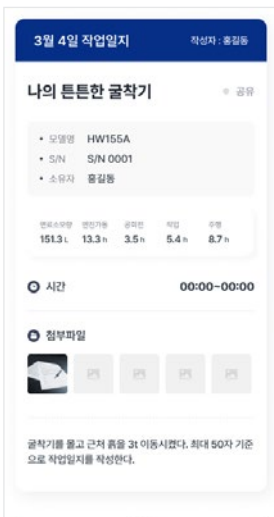 3월 4일 작업일지 작성자 : 홍길동
나의 튼튼한 굴착기 공유
• 모델명 HW155A
• S/N S/N 0001
• 소유자 홍길동
연료소모량 엔진가동 공회전 작업 주행
151.3 L 13.3 h 3.5 h 5.4 h 8.7 h
시간 00:00~00:00
첨부파일
굴착기를 몰고 근처 흙을 3t 이동시켰다. 최대 50자 기준
으로 작업일지를 작성한다.